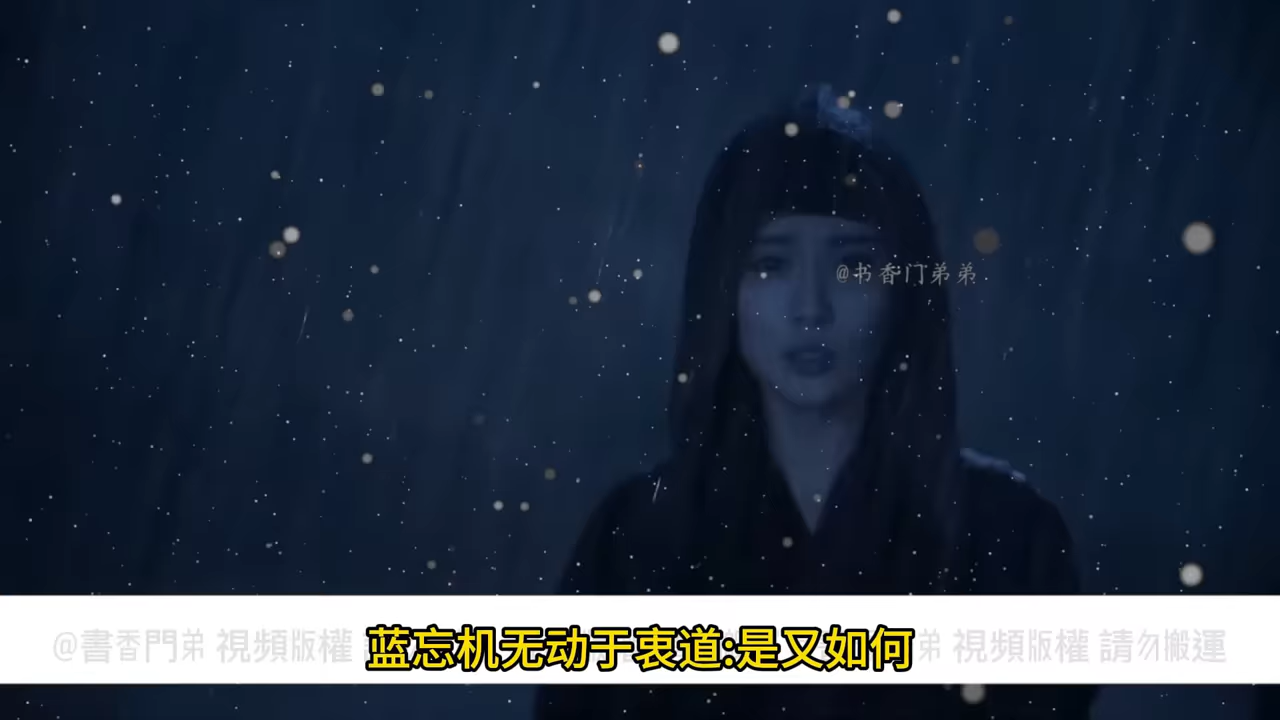 @书香门弟弟
@書香門弟 視頻版權
蓝忘机无动于衷道:是又如何
弟 視頻版權 請勿搬運